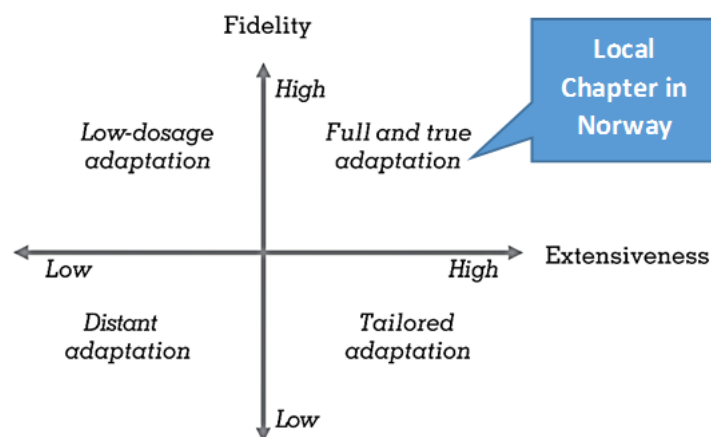 Fidelity
Local
Chapter in
Norway
High
Low-dosage
adaptation
Full and true
adaptation
Low
High
Extensiveness
Distant
adaptation
Tailored
adaptation
Low